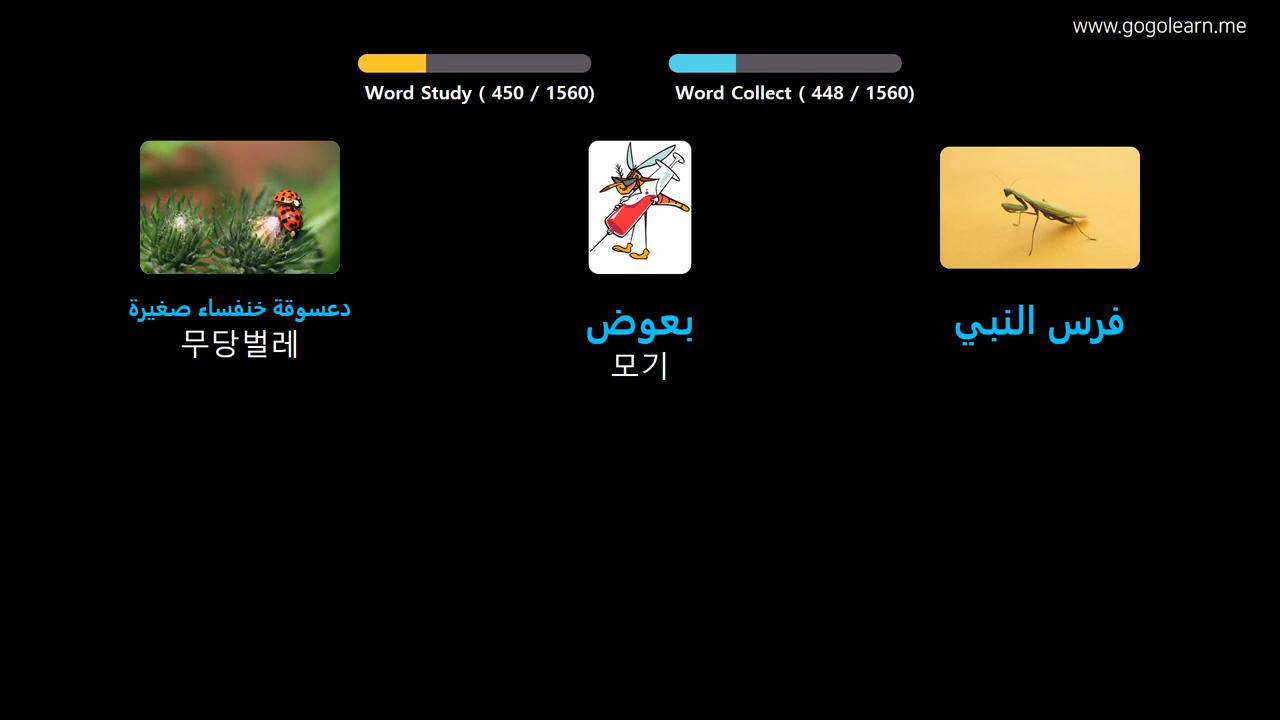 www.gogolearn.me
Word Study ( 450 / 1560)
Word Collect ( 448 / 1560)
دعسوقة خنفساء صغيرة
무당벌레
بعوض
모기
فرس النبي